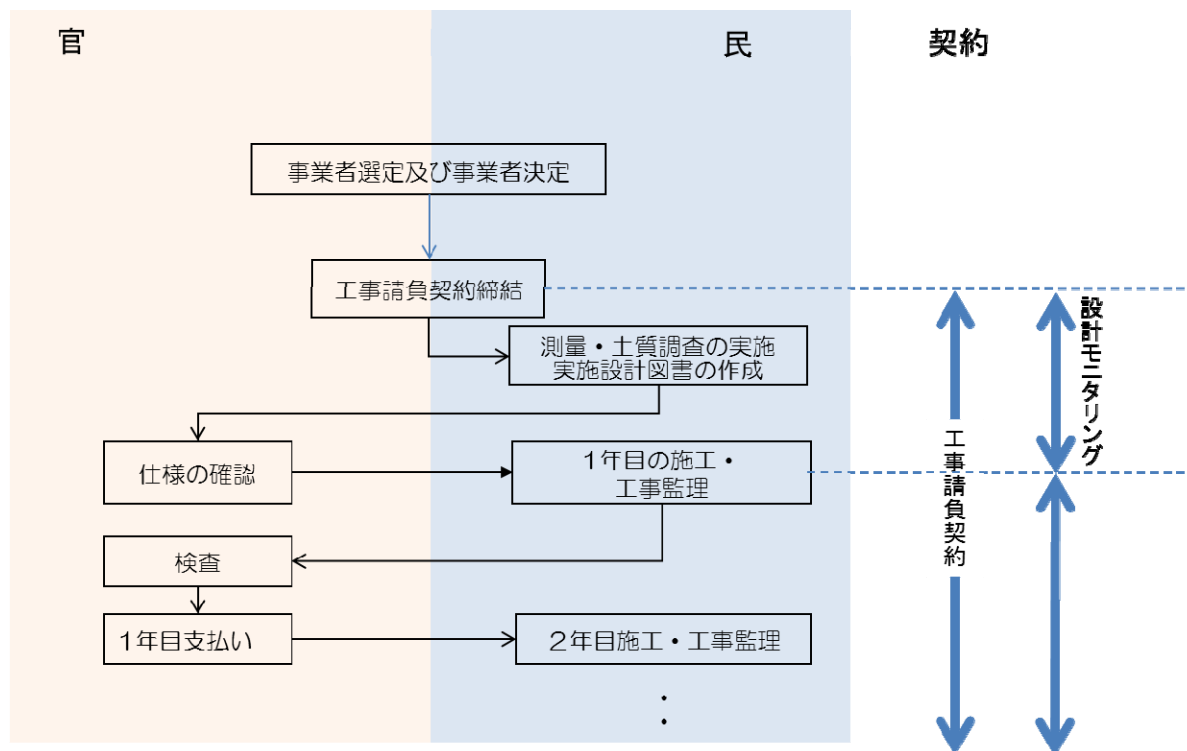 官
民
契約
事業者選定及び事業者決定
工事請負契約締結
測量・土質調査の実施
実施設計図書の作成
設計モニタリング
仕様の確認
1年目の施工・
工事監理
工事請負契約
検査
1年目支払い
2年目施工・工事監理
・
・